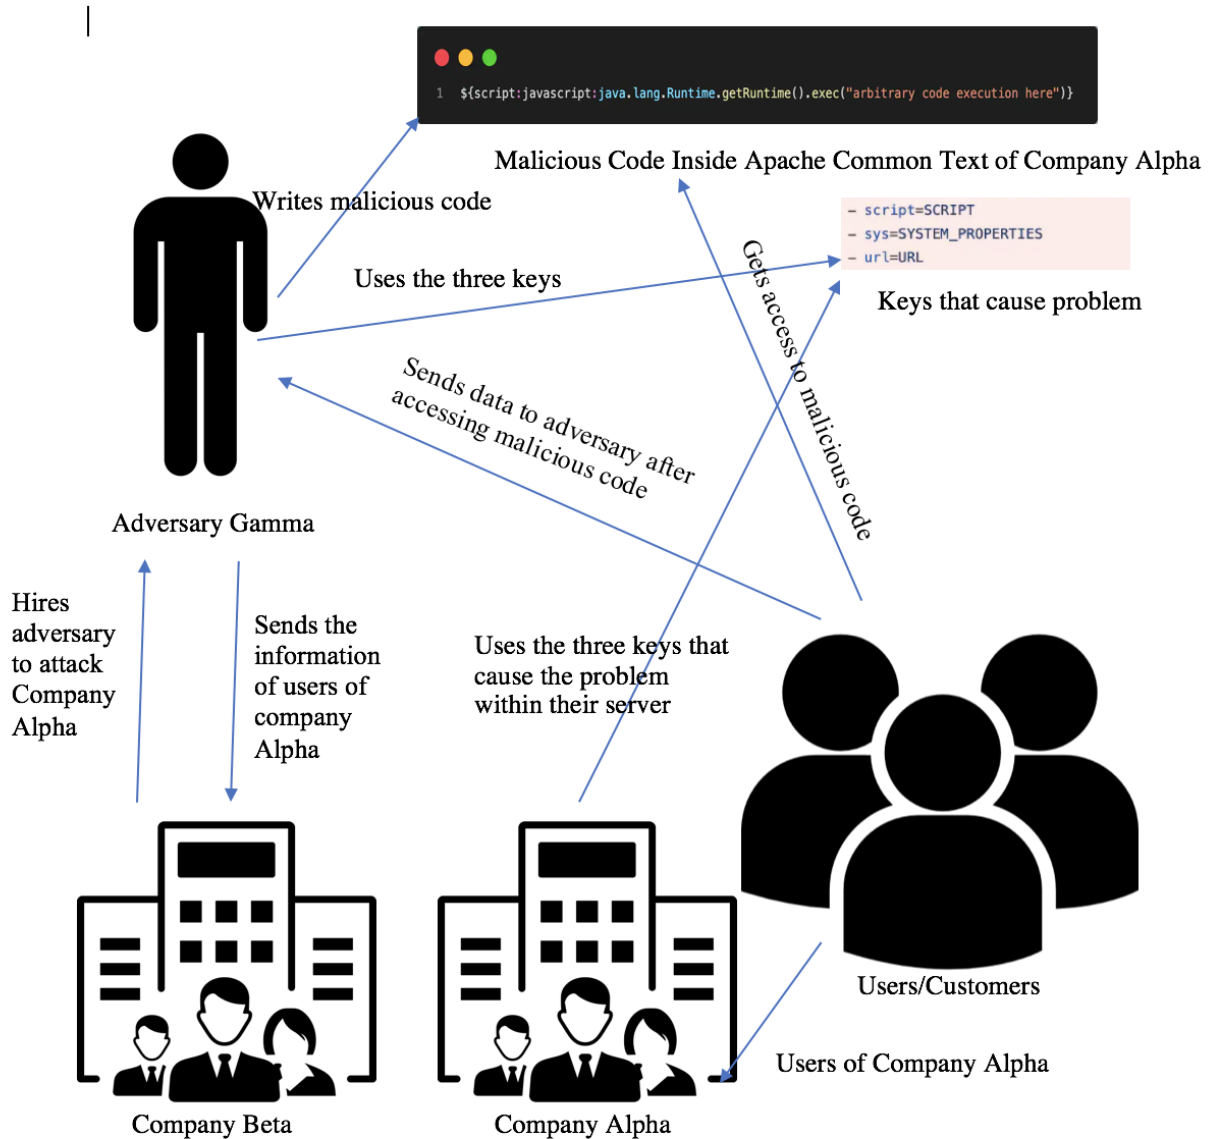 1 ${script:javascript:java.lang.Runtime.getRuntime().exec("arbitrary code execution here")}
Malicious Code Inside Apache Common Text of Company Alpha
Writes malicious code
- script=SCRIPT
- sys=SYSTEM_PROPERTIES
- url=URL
Uses the three keys
Keys that cause problem
Gets access to malicious code
Sends data to adversary after
accessing malicious code
Adversary Gamma
Hires
adversary
to attack
Company
Alpha
Sends the
information
of users of
company
Alpha
Uses the three keys that
cause the problem
within their server
Users/Customers
Users of Company Alpha
Company Beta
Company Alpha